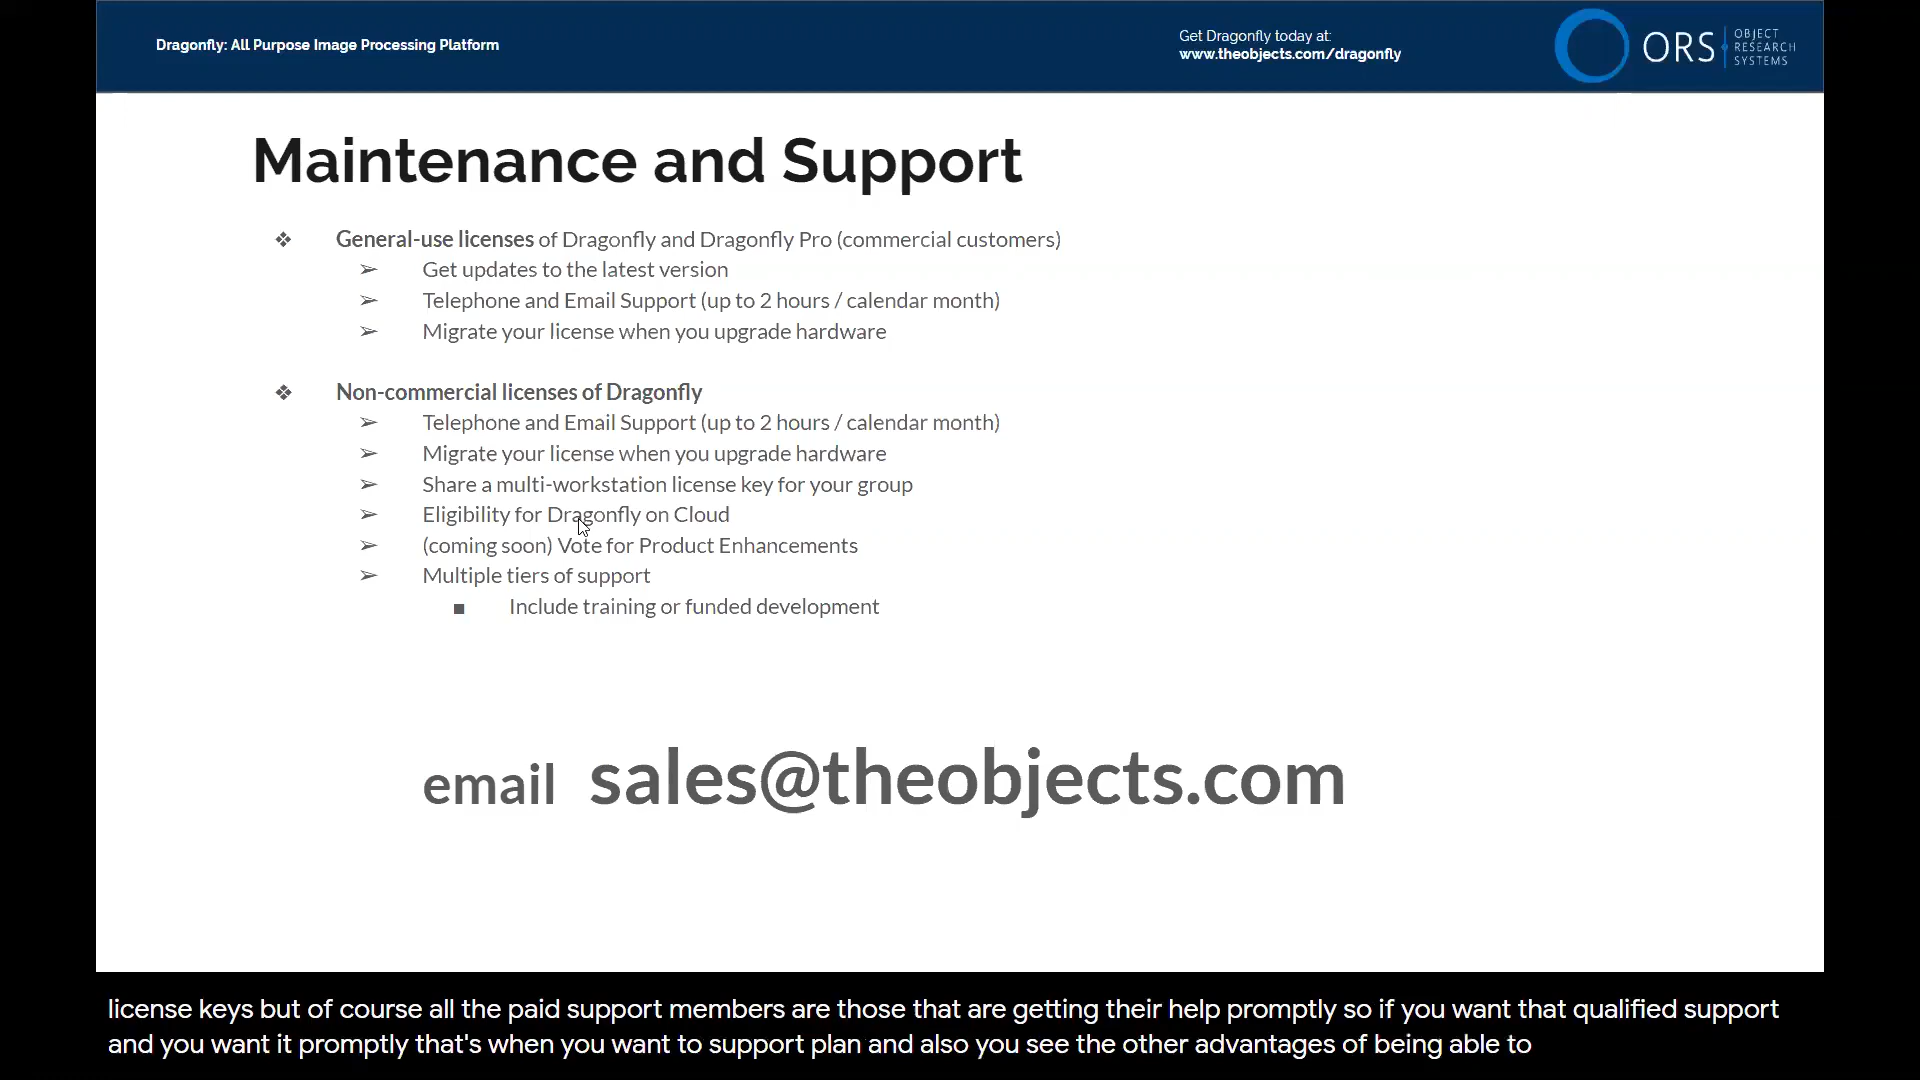 Dragonfly: All Purpose Image Processing Platform
Get Dragonfly today at:
www.theobjects.com/dragonfly
ORS
OBJECT
RESEARCH
SYSTEMS
Maintenance and Support
❖ General-use licenses of Dragonfly and Dragonfly Pro (commercial customers)
➢ Get updates to the latest version
➢ Telephone and Email Support (up to 2 hours / calendar month)
➢ Migrate your license when you upgrade hardware
❖ Non-commercial licenses of Dragonfly
➢ Telephone and Email Support (up to 2 hours / calendar month)
➢ Migrate your license when you upgrade hardware
➢ Share a multi-workstation license key for your group
➢ Eligibility for Dragonfly on Cloud
➢ (coming soon) Vote for Product Enhancements
➢ Multiple tiers of support
■ Include training or funded development
email sales@theobjects.com
license keys but of course all the paid support members are those that are getting their help promptly so if you want that qualified support
and you want it promptly that's when you want to support plan and also you see the other advantages of being able to